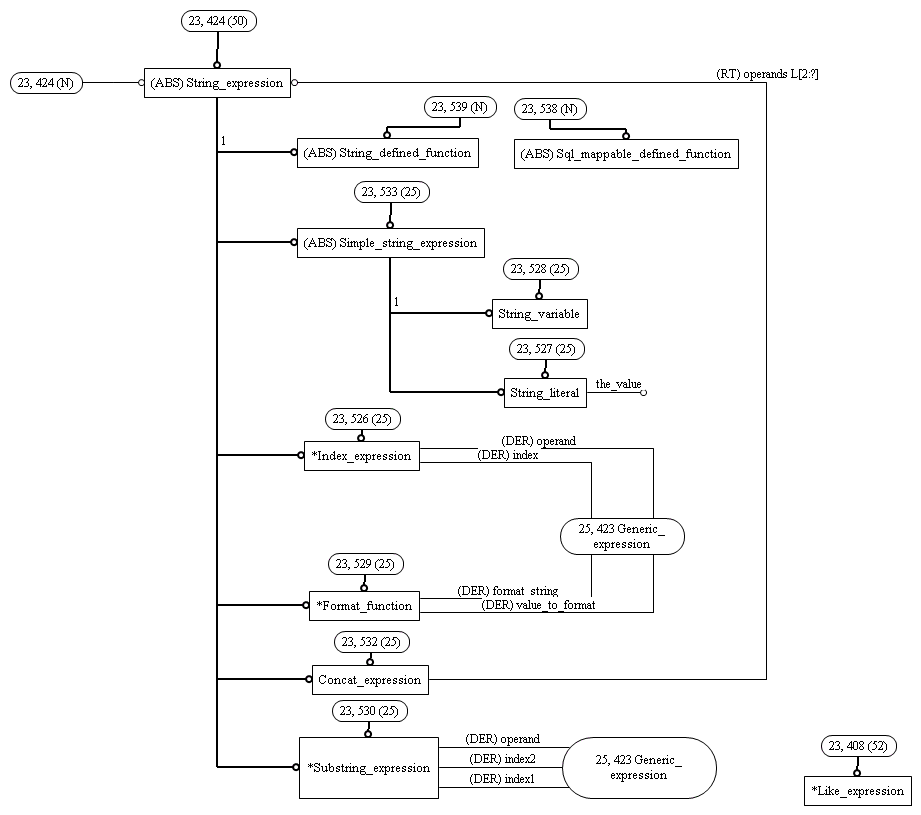 23, 424 (50)
23, 424 (N)
(ABS) String_expression
(RT) operands L[2:?]
23, 539 (N)
23, 538 (N)
1
(ABS) String_defined_function
(ABS) Sql_mappable_defined_function
23, 533 (25)
(ABS) Simple_string_expression
23, 528 (25)
1
String_variable
23, 527 (25)
String_literal
the_value
23, 526 (25)
*Index_expression
(DER) operand
(DER) index
25, 423 Generic_
expression
23, 529 (25)
*Format_function
(DER) format_string
(DER) value_to_format
23, 532 (25)
Concat_expression
23, 530 (25)
*Substring_expression
(DER) operand
(DER) index2
(DER) index1
25, 423 Generic_
expression
23, 408 (52)
*Like_expression